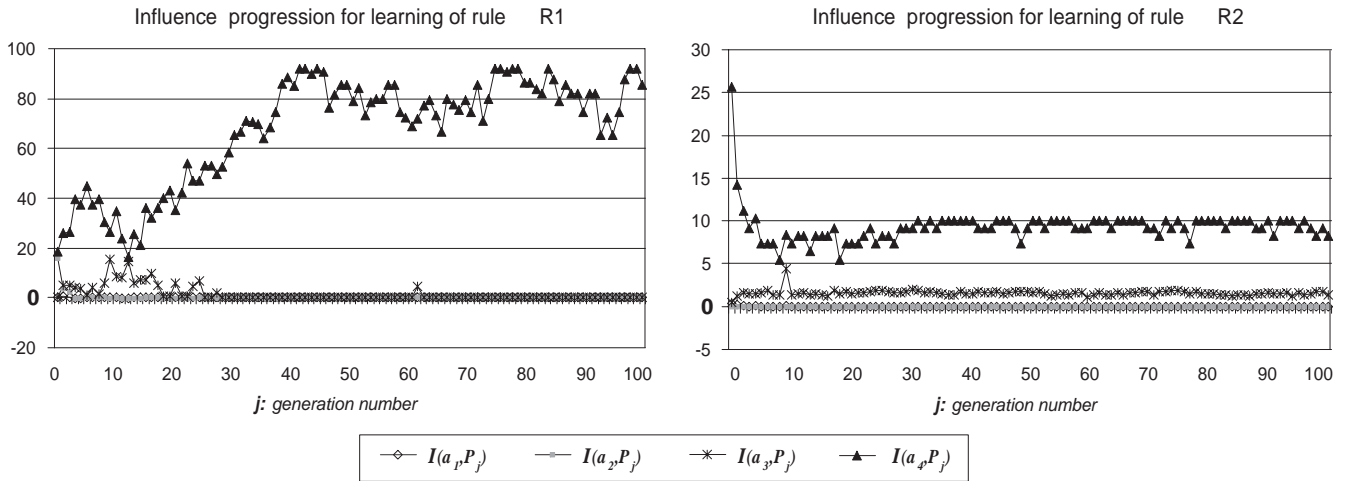 Influence progression for learning of rule R1
100
80
60
40
20
0
-20
0 10 20 30 40 50 60 70 80 90 100
j: generation number
Influence progression for learning of rule R2
30
25
20
15
10
5
0
-5
0 10 20 30 40 50 60 70 80 90 100
j: generation number
I(a1,Pj) I(a2,Pj) I(a3,Pj) I(a4,Pj)